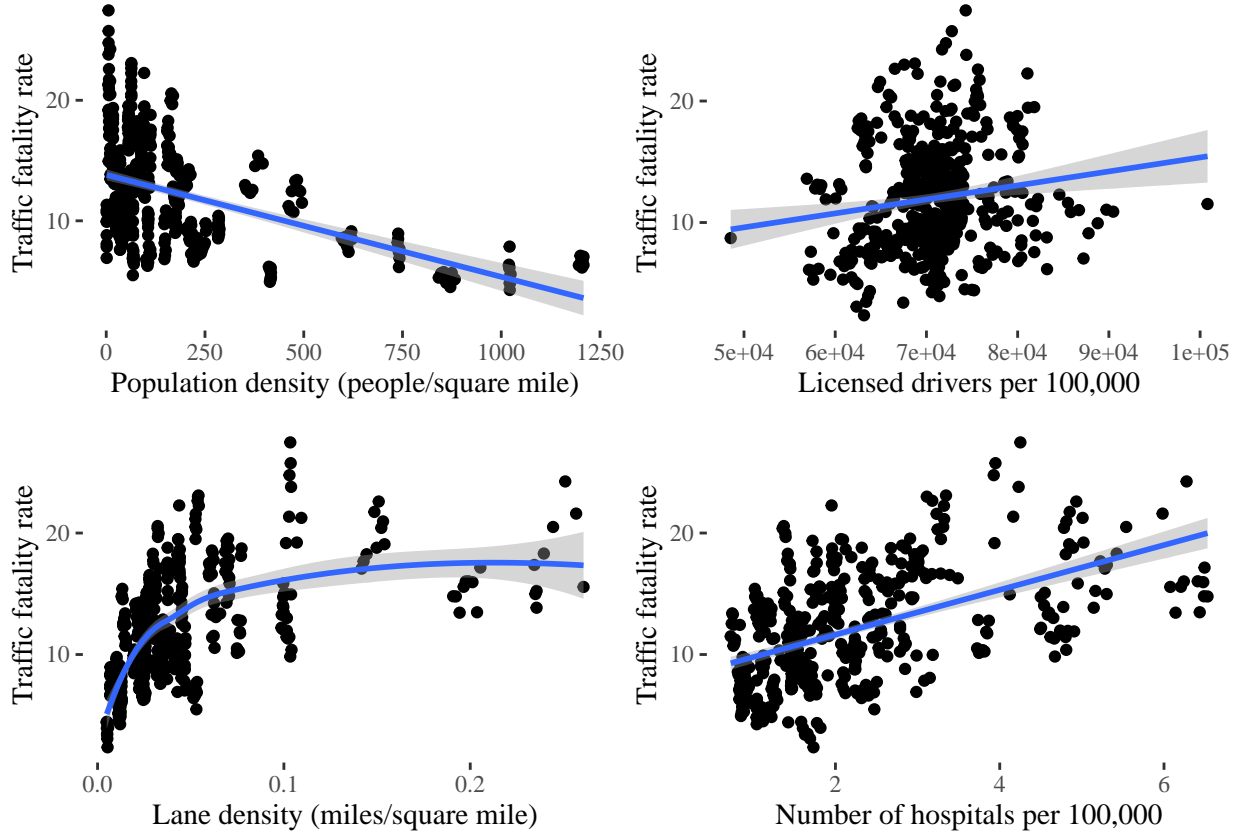 Traffic fatality rate
20
10
0
250
500
750
1000
1250
Population density (people/square mile)
Traffic fatality rate
20
10
5e+04
6e+04
7e+04
8e+04
9e+04
1e+05
Licensed drivers per 100,000
Traffic fatality rate
20
10
0.0
0.1
0.2
Lane density (miles/square mile)
Traffic fatality rate
20
10
2
4
6
Number of hospitals per 100,000